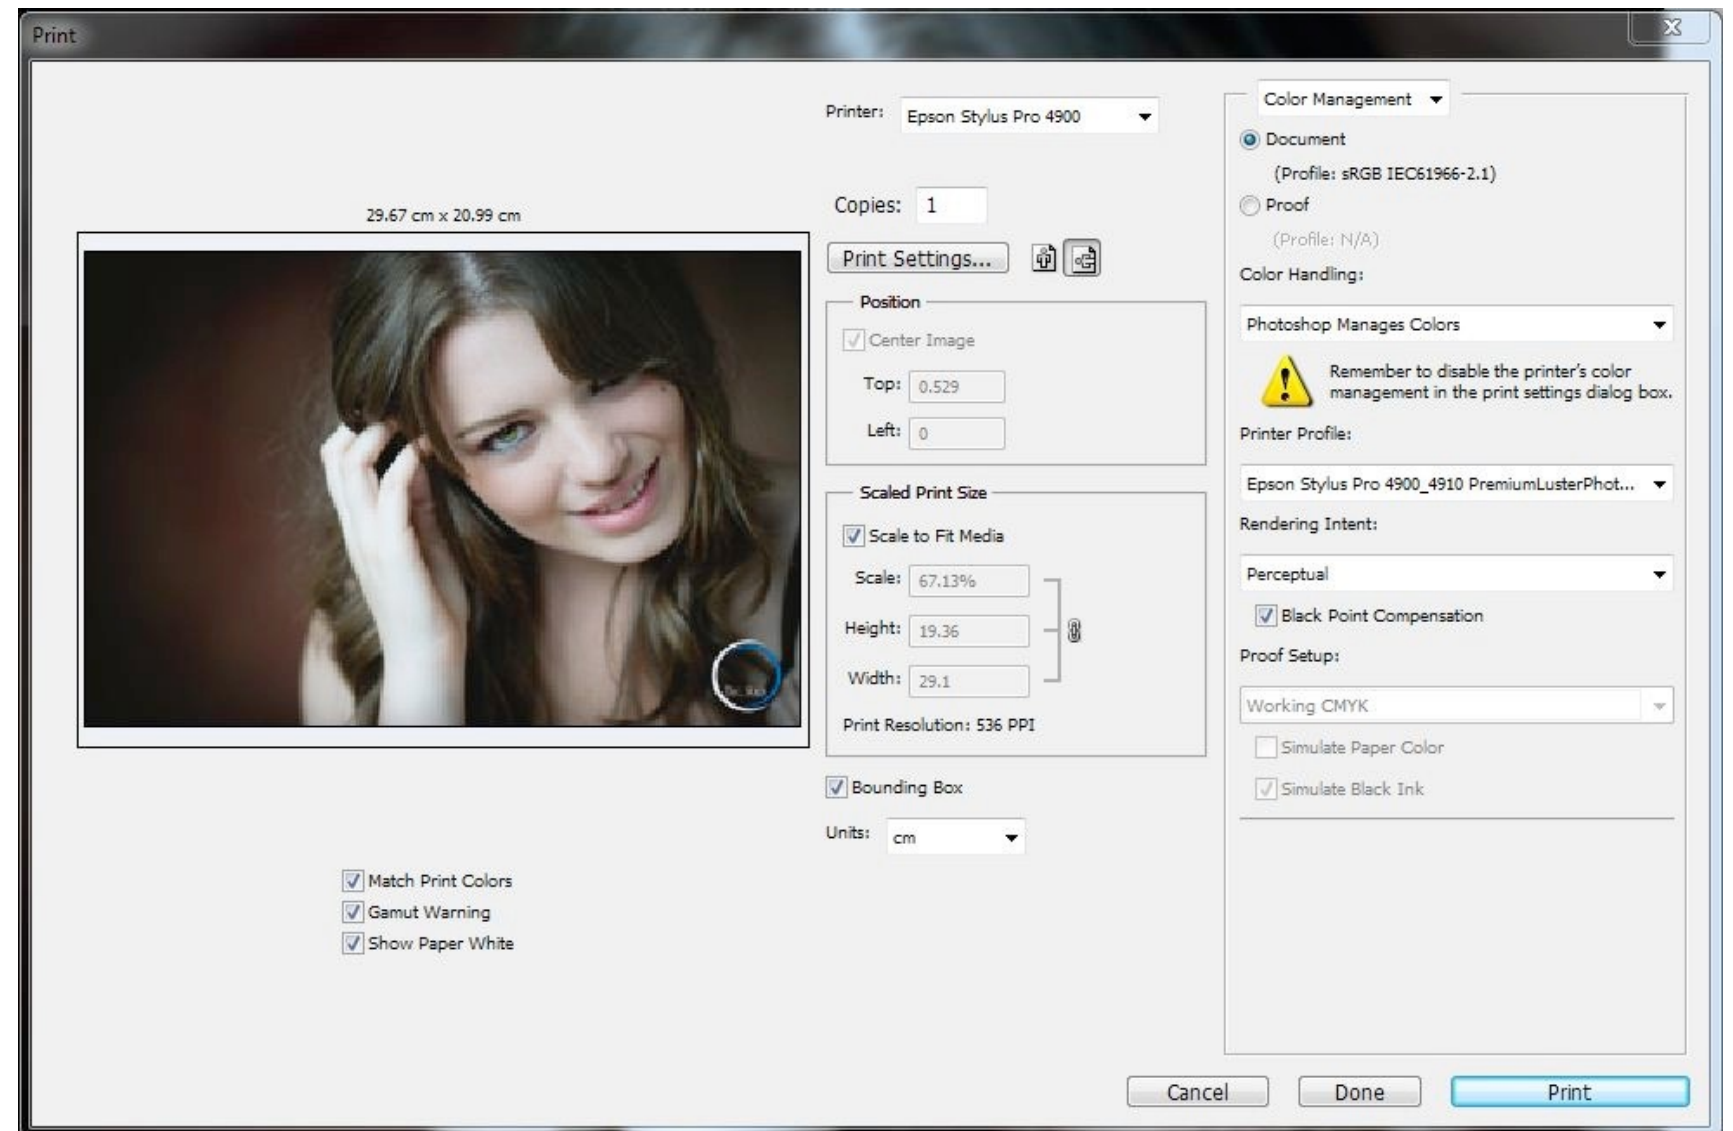 Print
29.67 cm x 20.99 cm
Match Print Colors
Gamut Warning
Show Paper White
Printer: Epson Stylus Pro 4900
Copies: 1
Print Settings...
Position
Center Image
Top: 0.529
Left: 0
Scaled Print Size
Scale to Fit Media
Scale: 67.13%
Height: 19.36
Width: 29.1
Print Resolution: 536 PPI
Bounding Box
Units: cm
Color Management
Document
(Profile: sRGB IEC61966-2.1)
Proof
(Profile: N/A)
Color Handling:
Photoshop Manages Colors
Remember to disable the printer's color
management in the print settings dialog box.
Printer Profile:
Epson Stylus Pro 4900_4910 PremiumLusterPhot...
Rendering Intent:
Perceptual
Black Point Compensation
Proof Setup:
Working CMYK
Simulate Paper Color
Simulate Black Ink
Cancel
Done
Print